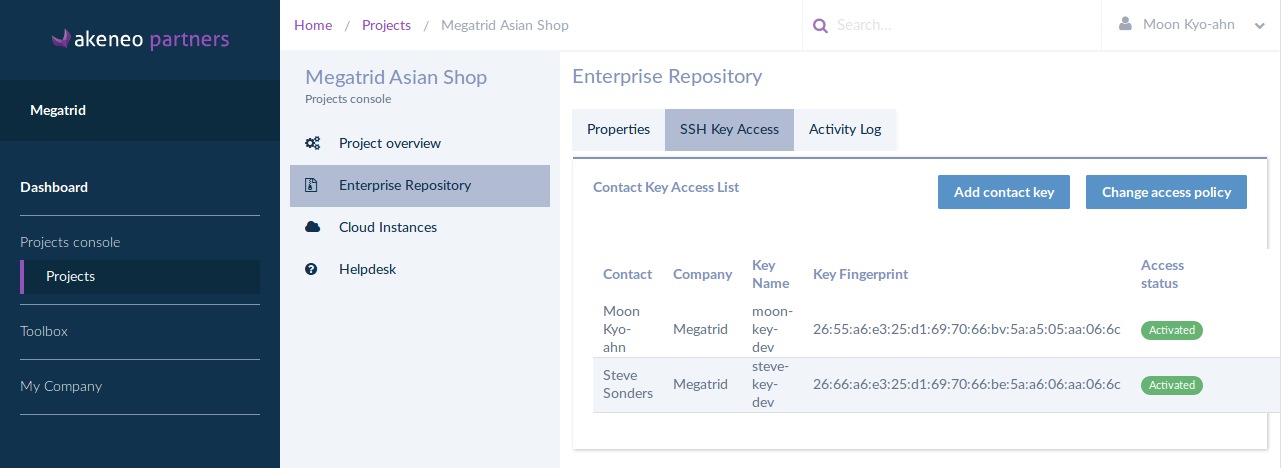 akeneo partners
Home / Projects / Megatrid Asian Shop
Search...
Moon Kyo-ahn
Megatrid
Dashboard
Projects console
Projects
Toolbox
My Company
Megatrid Asian Shop
Projects console
Project overview
Enterprise Repository
Cloud Instances
Helpdesk
Enterprise Repository
Properties SSH Key Access Activity Log
Contact Key Access List
Add contact key Change access policy
Contact Company Key Name Key Fingerprint Access status
Moon Kyo-ahn Megatrid moon-key-dev 26:55:a6:e3:25:d1:69:70:66:bv:5a:a5:05:aa:06:6c Activated
Steve Sonders Megatrid steve-key-dev 26:66:a6:e3:25:d1:69:70:66:be:5a:a6:06:aa:06:6c Activated